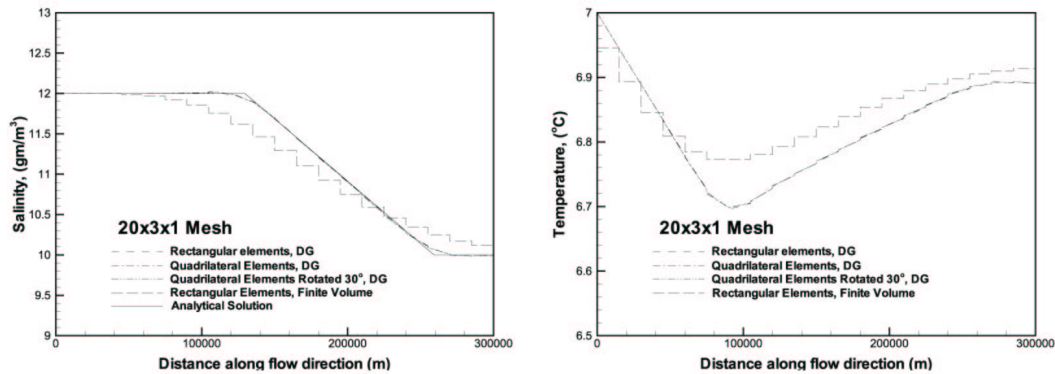 13
12.5
12
11.5
11
10.5
10
9.5
9
Salinity, (gm/m³)
20x3x1 Mesh
Rectangular elements, DG
Quadrilateral Elements, DG
Quadrilateral Elements Rotated 30°, DG
Rectangular Elements, Finite Volume
Analytical Solution
0
100000
200000
300000
Distance along flow direction (m)
7
6.9
6.8
6.7
6.6
6.5
Temperature, (°C)
20x3x1 Mesh
Rectangular elements, DG
Quadrilateral Elements, DG
Quadrilateral Elements Rotated 30°, DG
Rectangular Elements, Finite Volume
0
100000
200000
300000
Distance along flow direction (m)